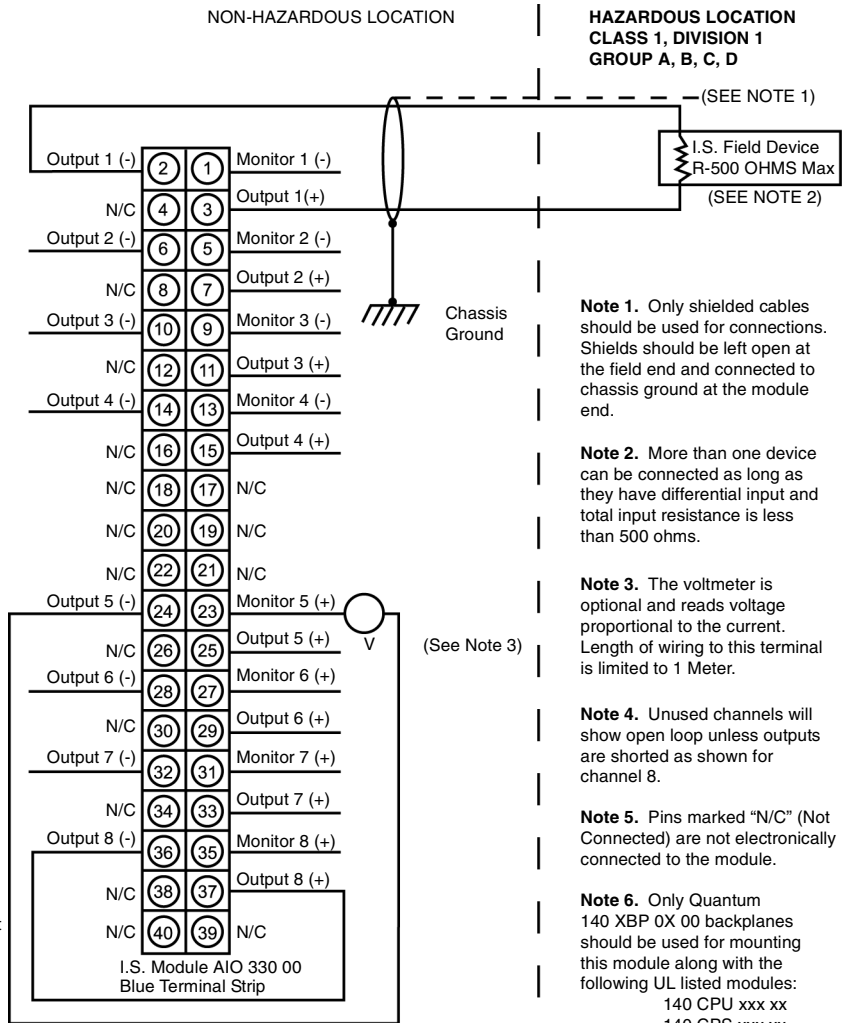 NON-HAZARDOUS LOCATION
HAZARDOUS LOCATION
CLASS 1, DIVISION 1
GROUP A, B, C, D
(SEE NOTE 1)
I.S. Field Device
R-500 OHMS Max
(SEE NOTE 2)
Output 1 (-) 2 1 Monitor 1 (-)
N/C 4 3 Output 1(+)
Output 2 (-) 6 5 Monitor 2 (-)
N/C 8 7 Output 2 (+)
Output 3 (-) 10 9 Monitor 3 (-)
N/C 12 11 Output 3 (+)
Output 4 (-) 14 13 Monitor 4 (-)
N/C 16 15 Output 4 (+)
N/C 18 17 N/C
N/C 20 19 N/C
N/C 22 21 N/C
Output 5 (-) 24 23 Monitor 5 (+)
N/C 26 25 Output 5 (+)
Output 6 (-) 28 27 Monitor 6 (+)
N/C 30 29 Output 6 (+)
Output 7 (-) 32 31 Monitor 7 (+)
N/C 34 33 Output 7 (+)
Output 8 (-) 36 35 Monitor 8 (+)
N/C 38 37 Output 8 (+)
N/C 40 39 N/C
I.S. Module AIO 330 00
Blue Terminal Strip
Chassis
Ground
V
(See Note 3)
Note 1. Only shielded cables
should be used for connections.
Shields should be left open at
the field end and connected to
chassis ground at the module
end.
Note 2. More than one device
can be connected as long as
they have differential input and
total input resistance is less
than 500 ohms.
Note 3. The voltmeter is
optional and reads voltage
proportional to the current.
Length of wiring to this terminal
is limited to 1 Meter.
Note 4. Unused channels will
show open loop unless outputs
are shorted as shown for
channel 8.
Note 5. Pins marked “N/C” (Not
Connected) are not electronically
connected to the module.
Note 6. Only Quantum
140 XBP 0X 00 backplanes
should be used for mounting
this module along with the
following UL listed modules:
140 CPU xxx xx